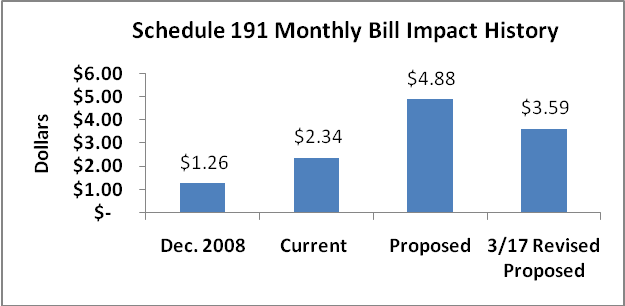 Schedule 191 Monthly Bill Impact History
Dollars
$6.00
$5.00
$4.00
$3.00
$2.00
$1.00
$-
$1.26
$2.34
$4.88
$3.59
Dec. 2008
Current
Proposed
3/17 Revised
Proposed